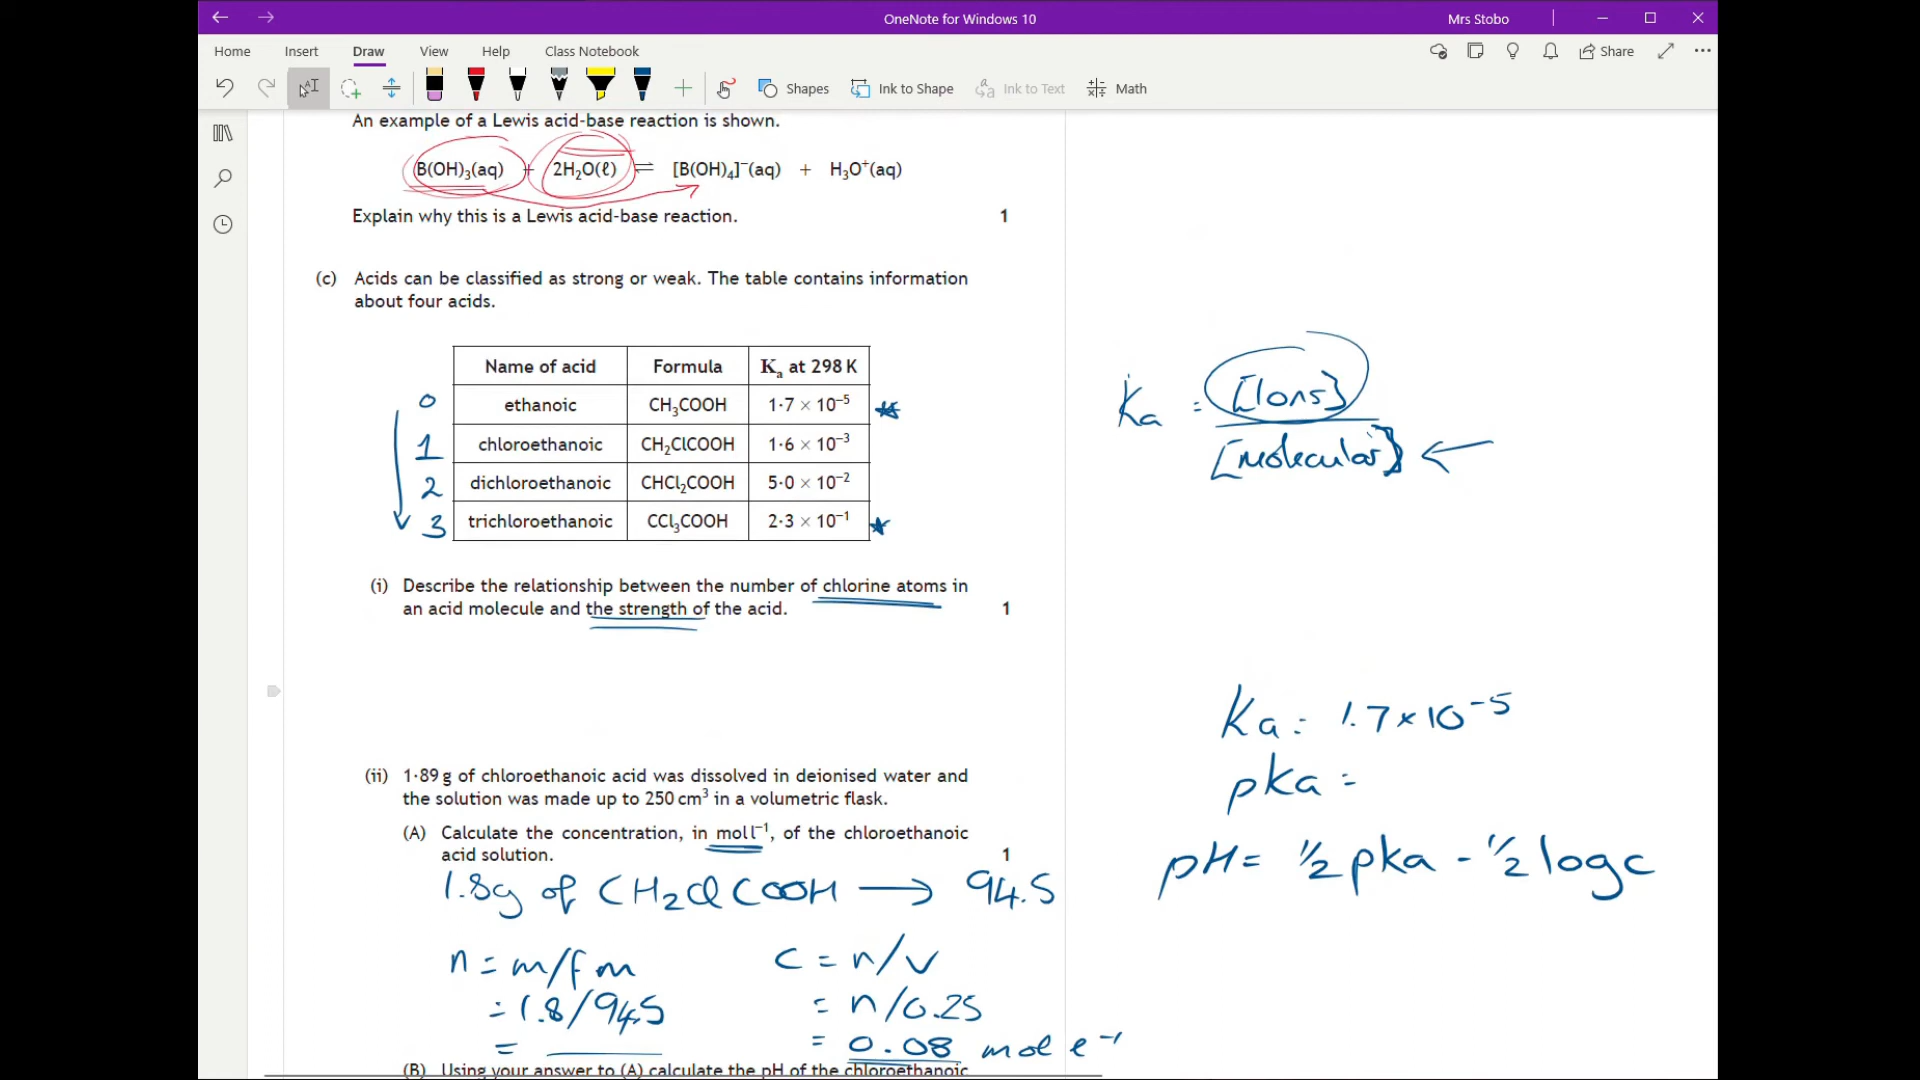 OneNote for Windows 10
Mrs Stobo
Home Insert Draw View Help Class Notebook
Share
Shapes Ink to Shape Ink to Text Math
An example of a Lewis acid-base reaction is shown.
B(OH)₃(aq) + 2H₂O(ℓ) ⇌ [B(OH)₄]⁻(aq) + H₃O⁺(aq)
Explain why this is a Lewis acid-base reaction. 1
(c) Acids can be classified as strong or weak. The table contains information
about four acids.
Name of acid Formula Kₐ at 298 K
0 ethanoic CH₃COOH 1·7 × 10⁻⁵
1 chloroethanoic CH₂ClCOOH 1·6 × 10⁻³
2 dichloroethanoic CHCl₂COOH 5·0 × 10⁻²
3 trichloroethanoic CCl₃COOH 2·3 × 10⁻¹
Ka = [Ions]
[molecular]
(i) Describe the relationship between the number of chlorine atoms in
an acid molecule and the strength of the acid. 1
Ka = 1.7 × 10⁻⁵
pKa =
pH = ½ pKa - ½ log c
(ii) 1·89 g of chloroethanoic acid was dissolved in deionised water and
the solution was made up to 250 cm³ in a volumetric flask.
(A) Calculate the concentration, in mol l⁻¹, of the chloroethanoic
acid solution. 1
1.8g of CH₂ClCOOH → 94.5
n = m/fm
= 1.8/94.5
=
c = n/v
= n/0.25
= 0.08 mol l⁻¹
(B) Using your answer to (A) calculate the pH of the chloroethanoic